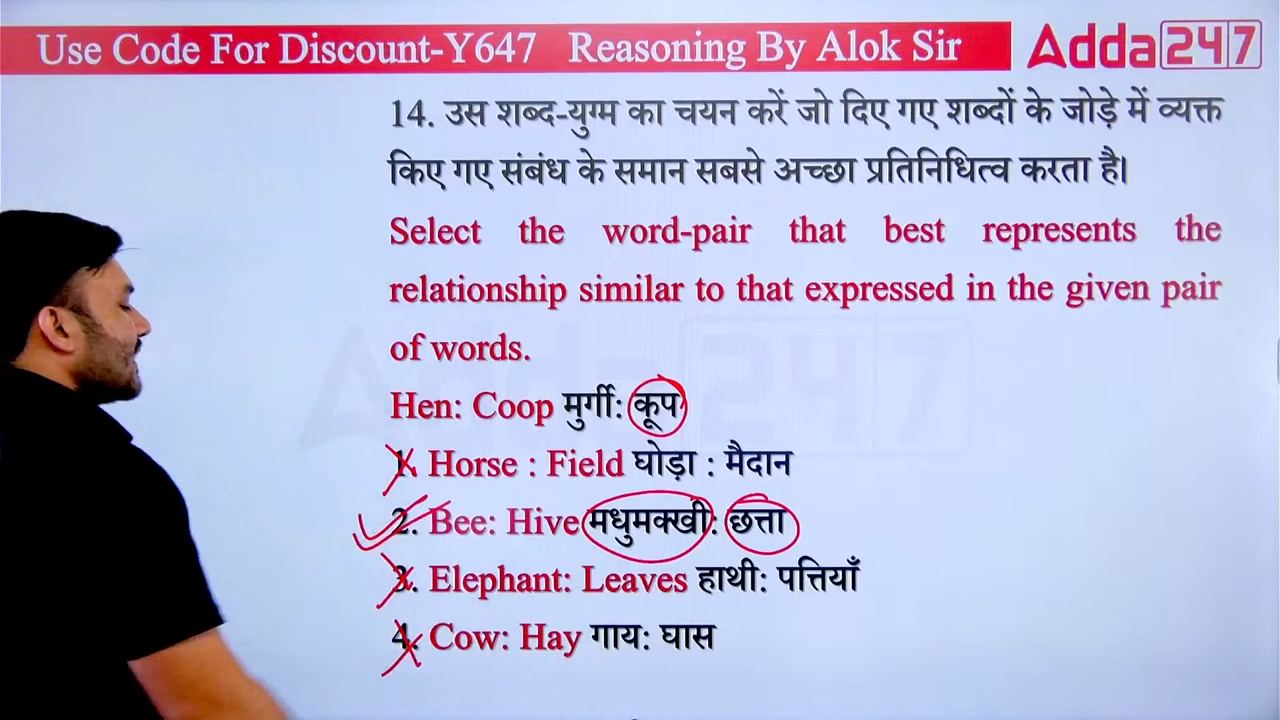 Use Code For Discount-Y647 Reasoning By Alok Sir Adda247
14. उस शब्द-युग्म का चयन करें जो दिए गए शब्दों के जोड़े में व्यक्त
किए गए संबंध के समान सबसे अच्छा प्रतिनिधित्व करता है।
Select the word-pair that best represents the
relationship similar to that expressed in the given pair
of words.
Hen: Coop मुर्गी: कूप
1. Horse : Field घोड़ा : मैदान
2. Bee: Hive मधुमक्खी: छत्ता
3. Elephant: Leaves हाथी: पत्तियाँ
4. Cow: Hay गाय: घास
Adda247